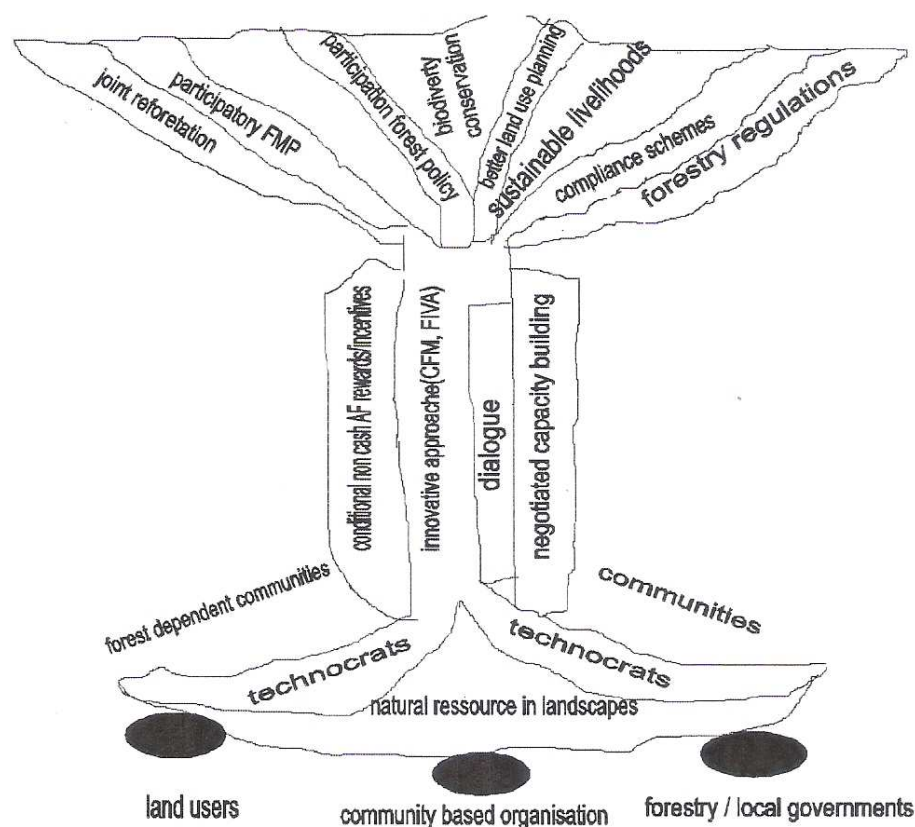 joint reforetation
participatory FMP
participation forest policy
biodiverty
conservation
better land use planning
sustainable livelihoods
compliance schemes
forestry regulations
conditional non cash AF rewards/incentives
innovative approache(CFM, FIVA)
dialogue
negotiated capacity building
forest dependent communities
communities
technocrats
technocrats
natural ressource in landscapes
land users
community based organisation
forestry / local governments